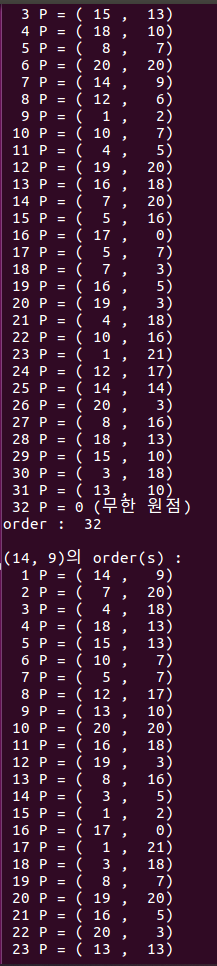 3 P = ( 15 ,  13)
4 P = ( 18 ,  10)
5 P = (  8 ,   7)
6 P = ( 20 ,  20)
7 P = ( 14 ,   9)
8 P = ( 12 ,   6)
9 P = (  1 ,   2)
10 P = ( 10 ,   7)
11 P = (  4 ,   5)
12 P = ( 19 ,  20)
13 P = ( 16 ,  18)
14 P = (  7 ,  20)
15 P = (  5 ,  16)
16 P = ( 17 ,   0)
17 P = (  5 ,   7)
18 P = (  7 ,   3)
19 P = ( 16 ,   5)
20 P = ( 19 ,   3)
21 P = (  4 ,  18)
22 P = ( 10 ,  16)
23 P = (  1 ,  21)
24 P = ( 12 ,  17)
25 P = ( 14 ,  14)
26 P = ( 20 ,   3)
27 P = (  8 ,  16)
28 P = ( 18 ,  13)
29 P = ( 15 ,  10)
30 P = (  3 ,  18)
31 P = ( 13 ,  10)
32 P = 0 (무한 원점)
order :  32
(14, 9)의 order(s) :
1 P = ( 14 ,   9)
2 P = (  7 ,  20)
3 P = (  4 ,  18)
4 P = ( 18 ,  13)
5 P = ( 15 ,  13)
6 P = ( 10 ,   7)
7 P = (  5 ,   7)
8 P = ( 12 ,  17)
9 P = ( 13 ,  10)
10 P = ( 20 ,  20)
11 P = ( 16 ,  18)
12 P = ( 19 ,   3)
13 P = (  8 ,  16)
14 P = (  3 ,   5)
15 P = (  1 ,   2)
16 P = ( 17 ,   0)
17 P = (  1 ,  21)
18 P = (  3 ,  18)
19 P = (  8 ,   7)
20 P = ( 19 ,  20)
21 P = ( 16 ,   5)
22 P = ( 20 ,   3)
23 P = ( 13 ,  13)